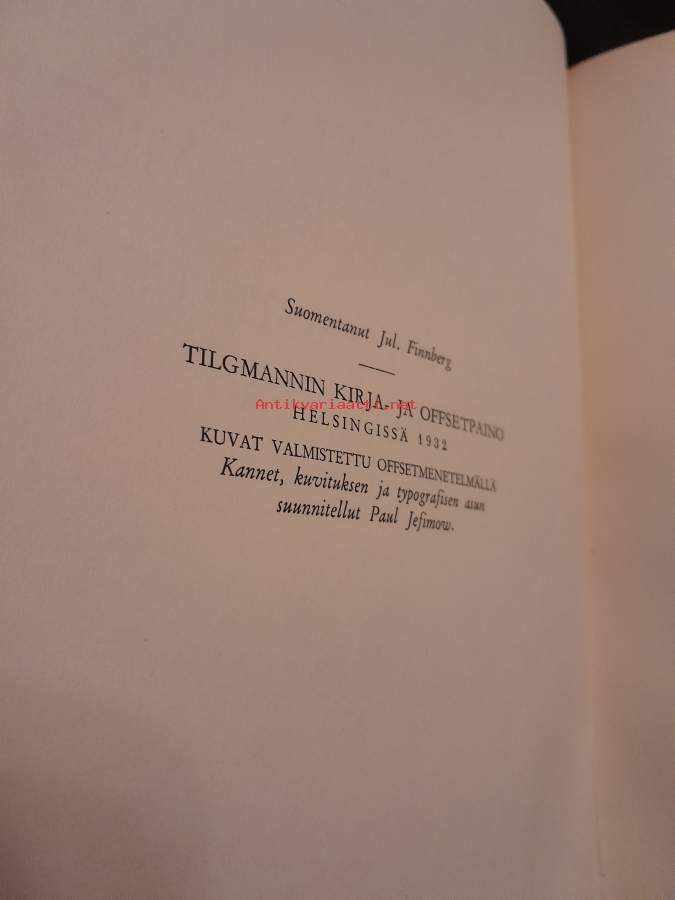 Suomentanut Jul. Finnberg
TILGMANNIN KIRJA- JA OFFSETPAINO
Antikvariaatti.net
HELSINGISSÄ 1932
KUVAT VALMISTETTU OFFSETMENETELMÄLLÄ
Kannet, kuvituksen ja typografisen asun
suunnitellut Paul Jefimow.